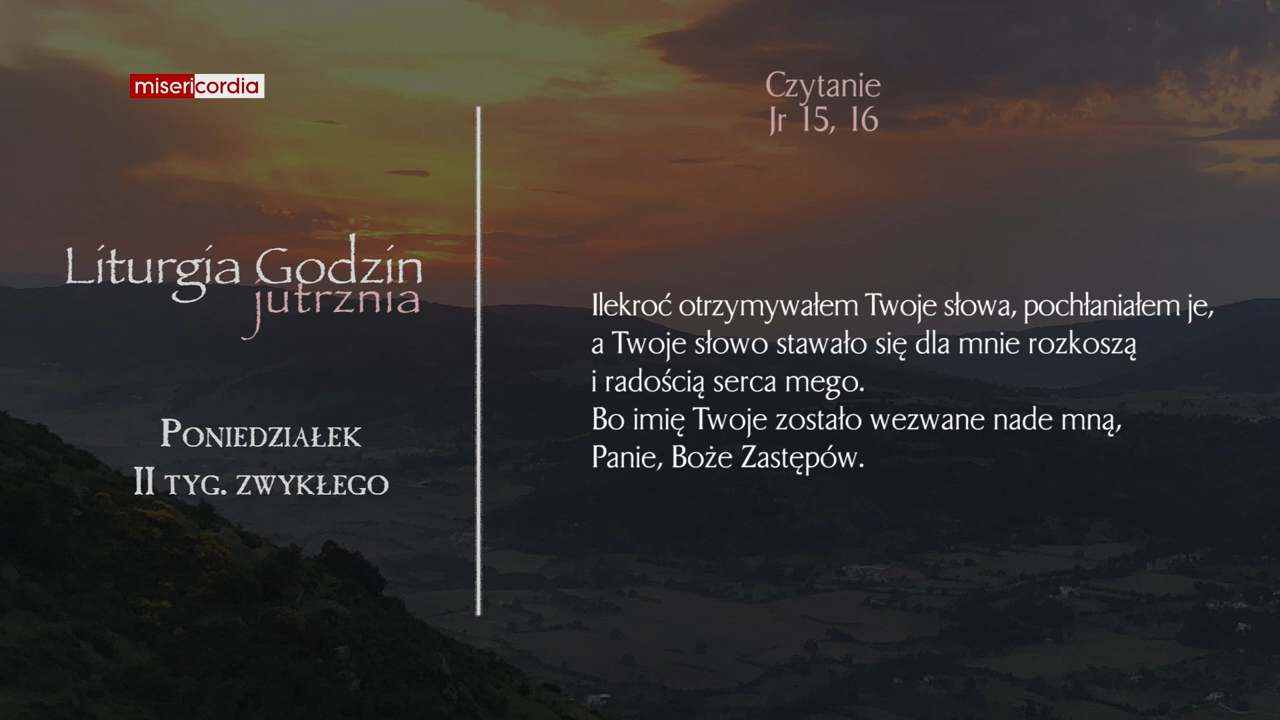 misericordia
Liturgia Godzin
jutrznia
Poniedziałek
II tyg. zwykłego
Czytanie
Jr 15, 16
Ilekroć otrzymywałem Twoje słowa, pochłaniałem je,
a Twoje słowo stawało się dla mnie rozkoszą
i radością serca mego.
Bo imię Twoje zostało wezwane nade mną,
Panie, Boże Zastępów.